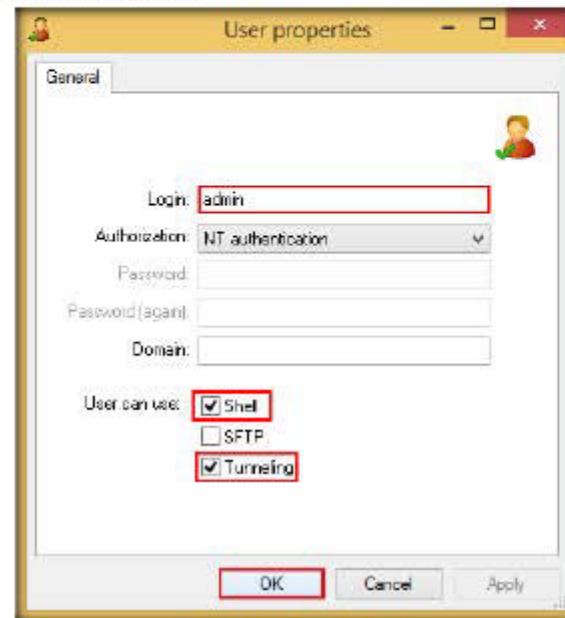 User properties
General
Login: admin
Authorization: NT authentication
Password:
Password (again):
Domain:
User can use: Shell
SFTP
Tunneling
OK Cancel Apply